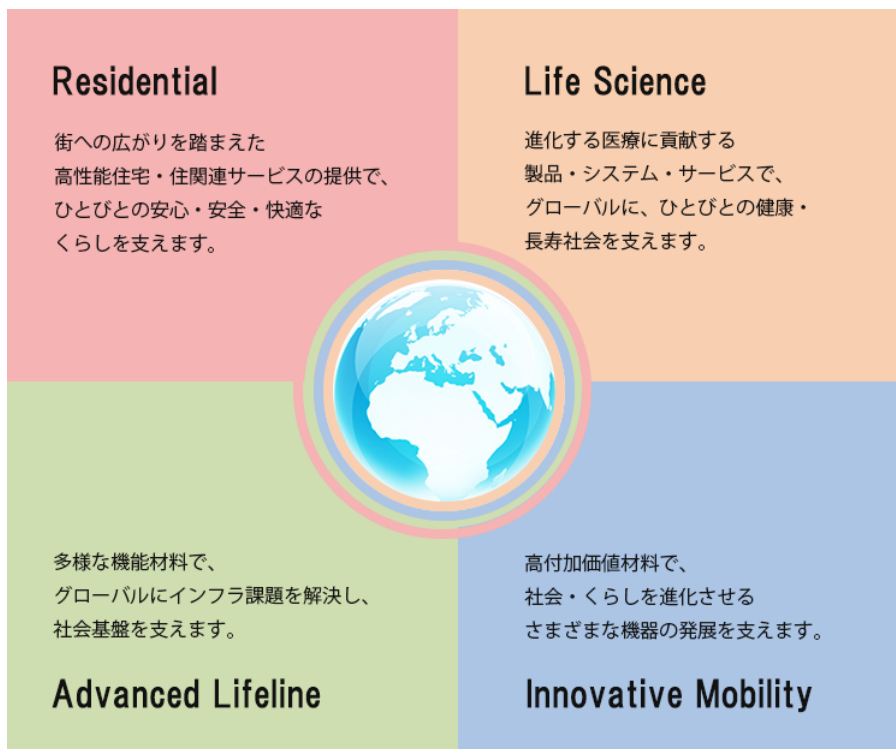 Residential
街への広がりを踏まえた
高性能住宅・住関連サービスの提供で、
ひとびとの安心・安全・快適な
くらしを支えます。
Life Science
進化する医療に貢献する
製品・システム・サービスで、
グローバルに、ひとびとの健康・
長寿社会を支えます。
多様な機能材料で、
グローバルにインフラ課題を解決し、
社会基盤を支えます。
Advanced Lifeline
高付加価値材料で、
社会・くらしを進化させる
さまざまな機器の発展を支えます。
Innovative Mobility